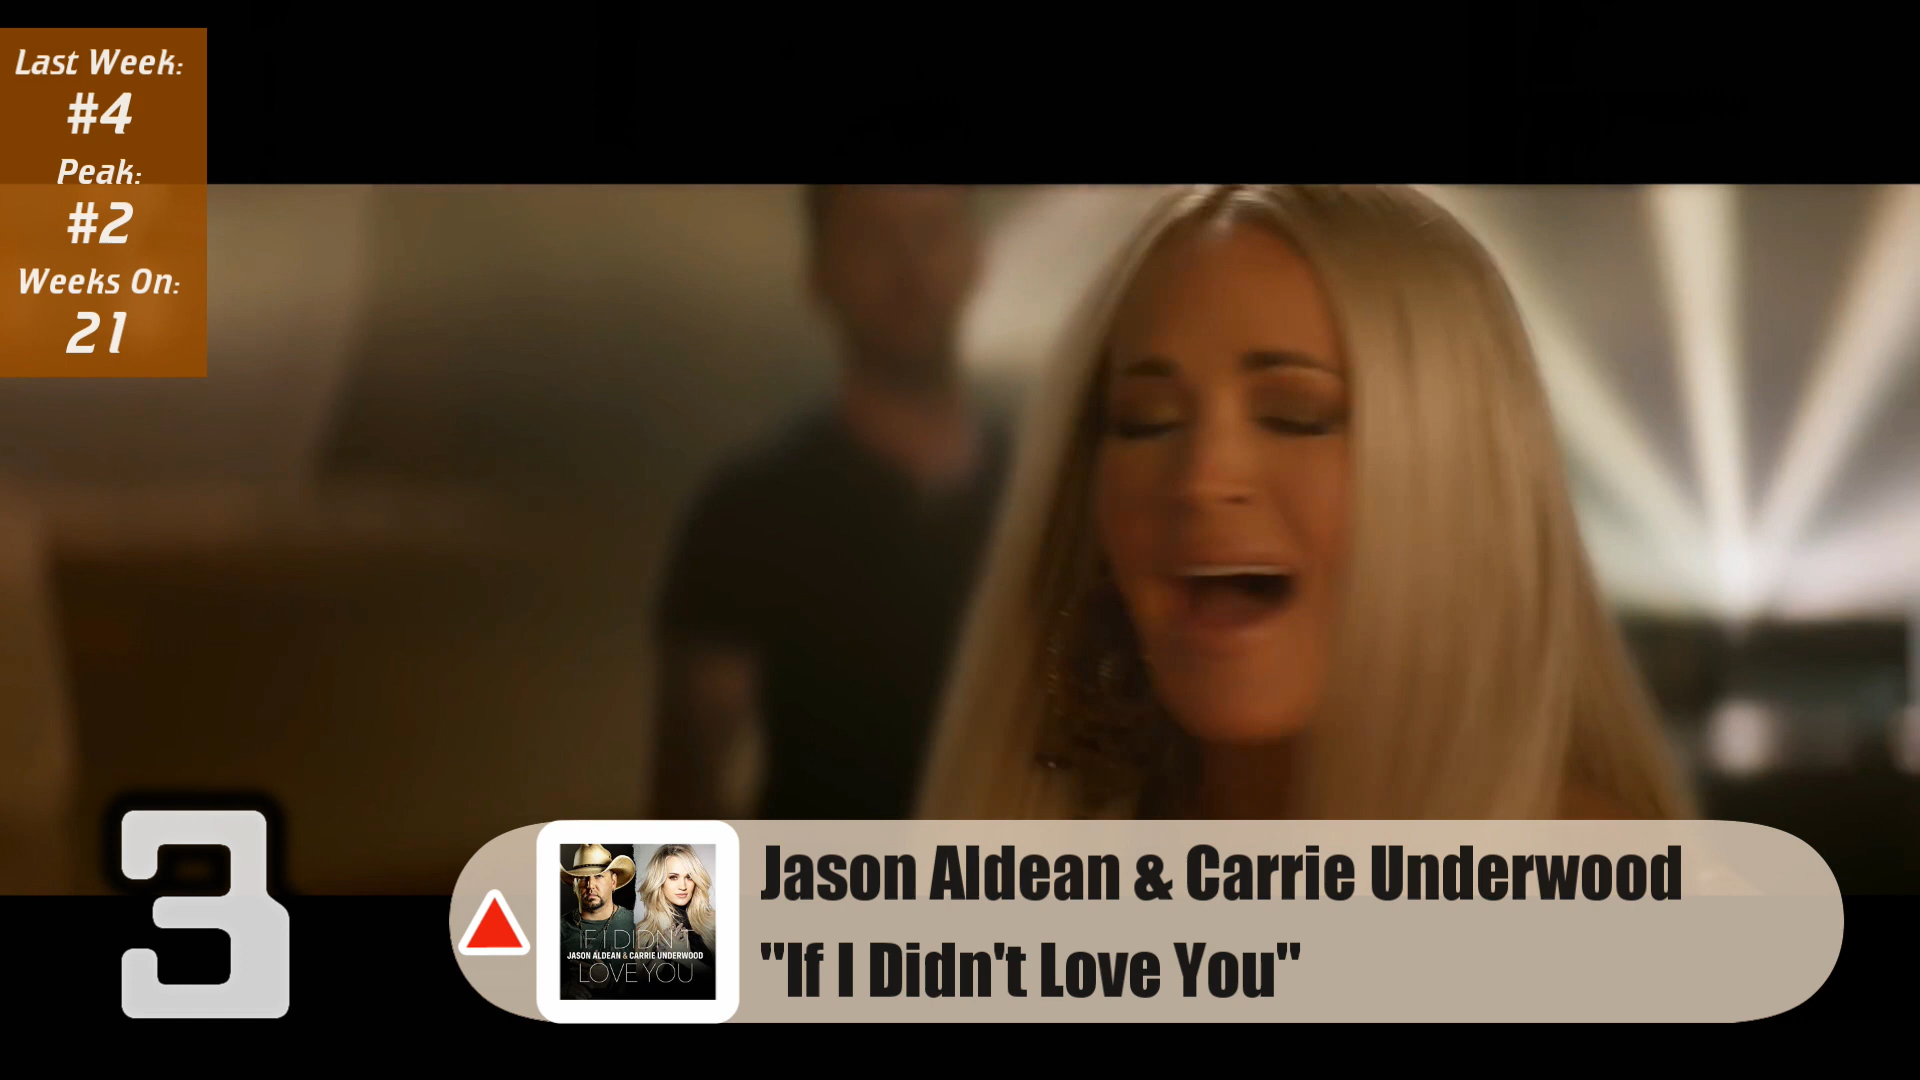 Last Week:
#4
Peak:
#2
Weeks On:
21
3
Jason Aldean & Carrie Underwood
"If I Didn't Love You"
IF I DIDN'T
JASON ALDEAN & CARRIE UNDERWOOD
LOVE YOU